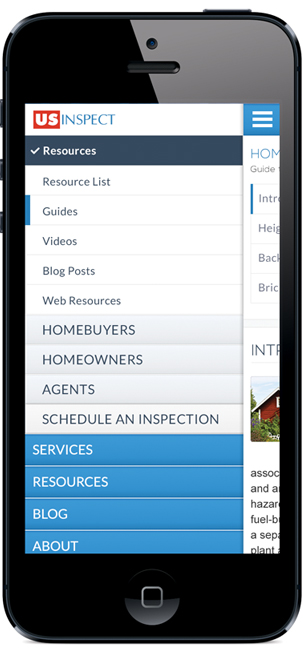 US INSPECT
✓ Resources
Resource List
Guides
Videos
Blog Posts
Web Resources
HOMEBUYERS
HOMEOWNERS
AGENTS
SCHEDULE AN INSPECTION
SERVICES
RESOURCES
BLOG
ABOUT
HOM
Guide
Intr
Heig
Back
Bric
INTR
assoc
and a
hazar
fuel-bu
a sepa
plant a